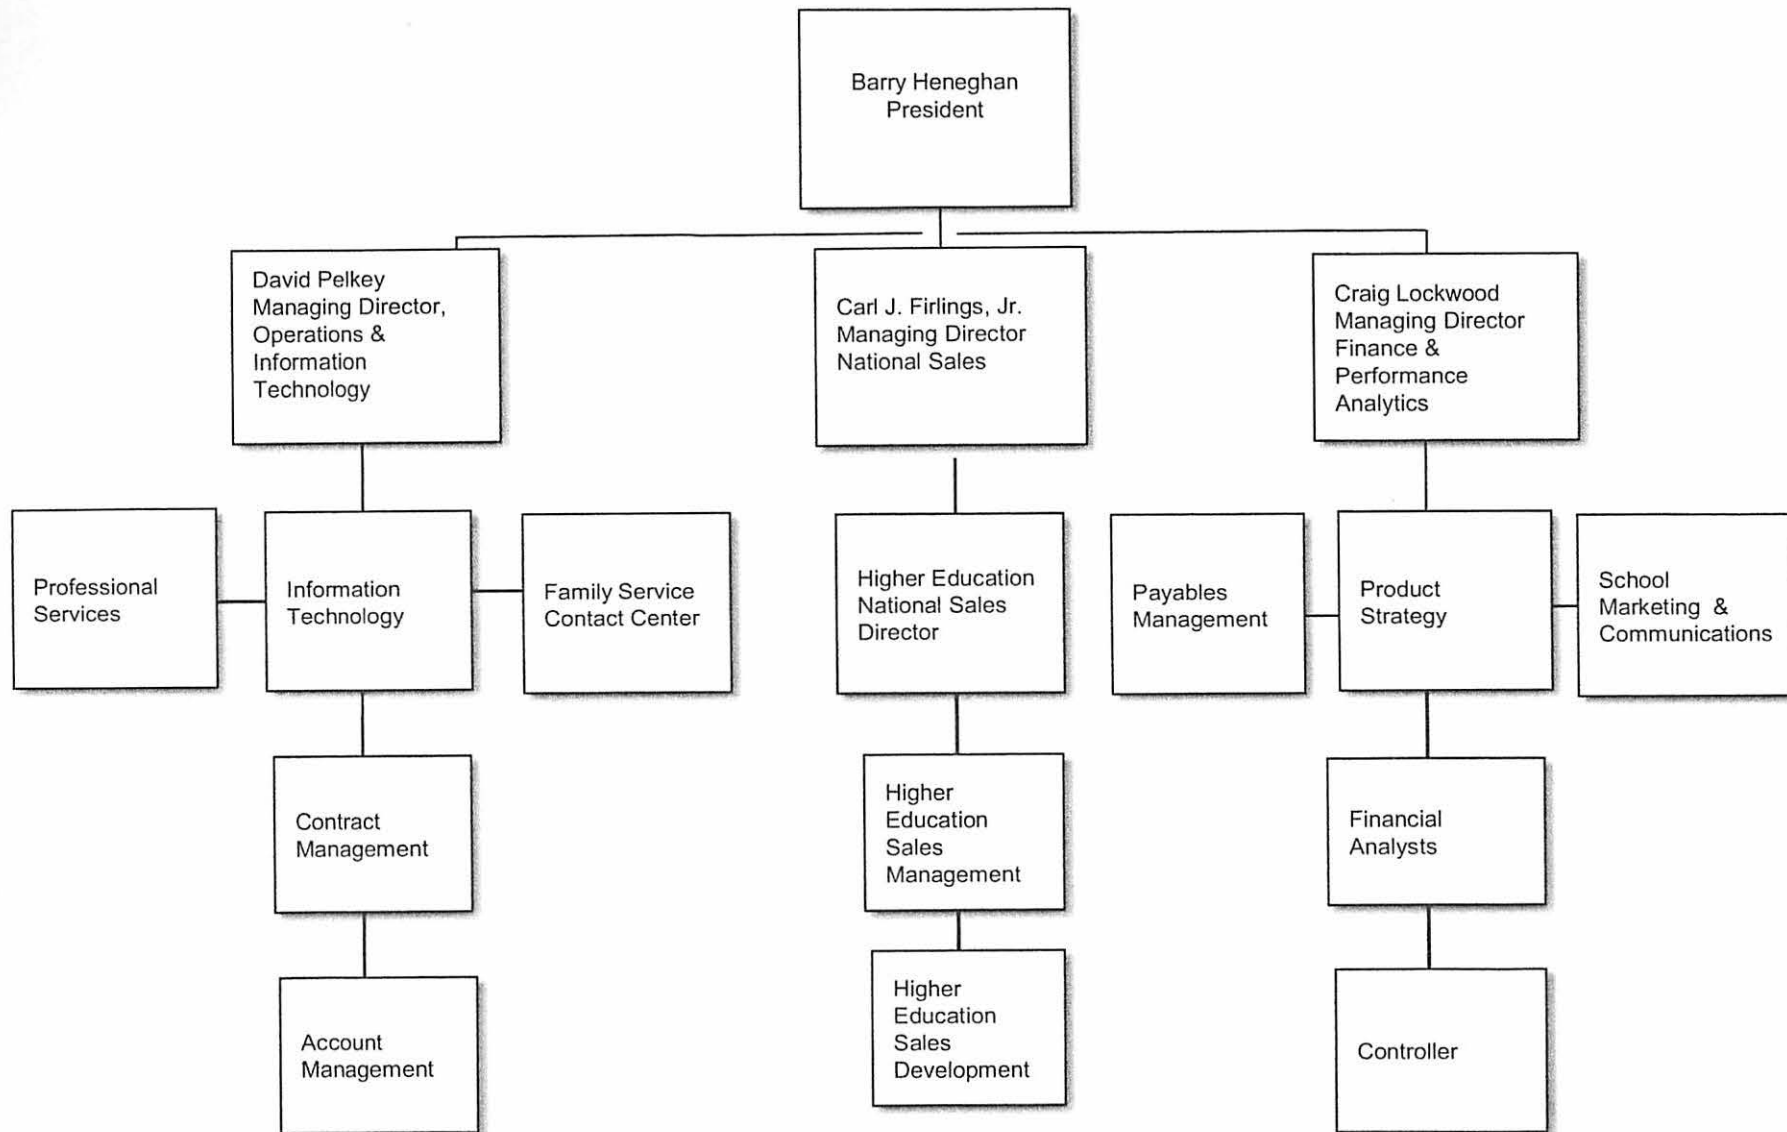 Barry Heneghan
President
David Pelkey
Managing Director,
Operations &
Information
Technology
Carl J. Firlings, Jr.
Managing Director
National Sales
Craig Lockwood
Managing Director
Finance &
Performance
Analytics
Professional
Services
Information
Technology
Family Service
Contact Center
Higher Education
National Sales
Director
Payables
Management
Product
Strategy
School
Marketing &
Communications
Contract
Management
Higher
Education
Sales
Management
Financial
Analysts
Account
Management
Higher
Education
Sales
Development
Controller